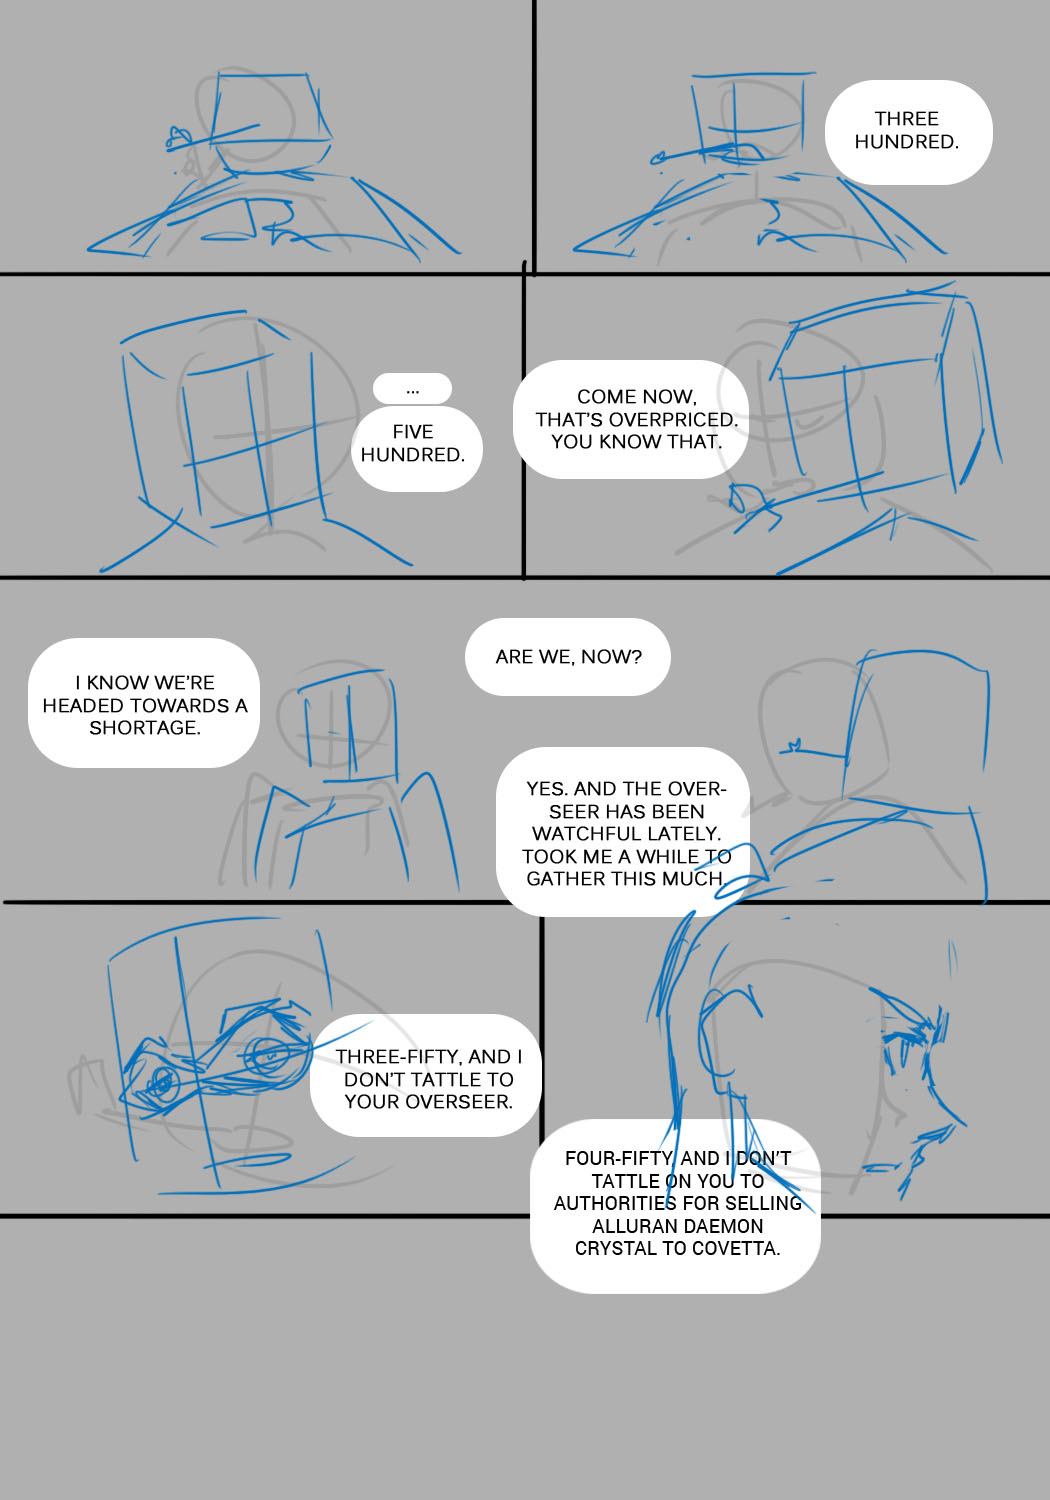 THREE
HUNDRED.
...
FIVE
HUNDRED.
COME NOW,
THAT'S OVERPRICED.
YOU KNOW THAT.
I KNOW WE'RE
HEADED TOWARDS A
SHORTAGE.
ARE WE, NOW?
YES. AND THE OVER-
SEER HAS BEEN
WATCHFUL LATELY.
TOOK ME A WHILE TO
GATHER THIS MUCH.
THREE-FIFTY, AND I
DON'T TATTLE TO
YOUR OVERSEER.
FOUR-FIFTY, AND I DON'T
TATTLE ON YOU TO
AUTHORITIES FOR SELLING
ALLURAN DAEMON
CRYSTAL TO COVETTA.